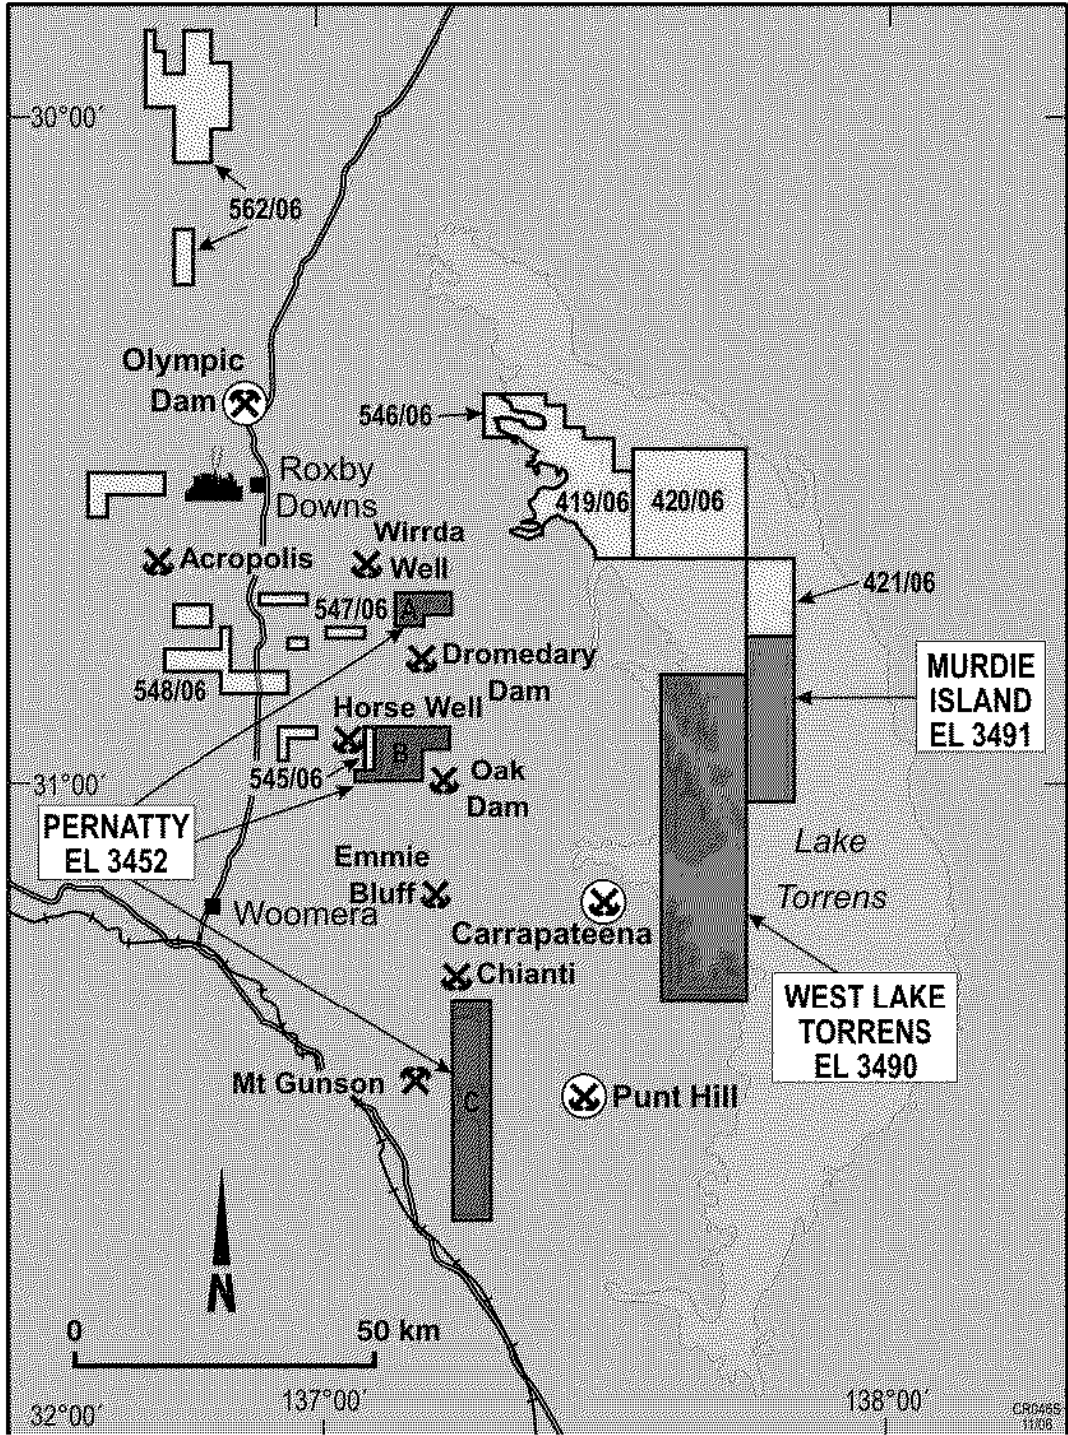 30°00´
562/06
Olympic
Dam
546/06
Roxby
Downs
419/06
420/06
Wirrda
Well
Acropolis
421/06
547/06
A
Dromedary
Dam
548/06
MURDIE
ISLAND
EL 3491
Horse Well
B
545/06
Oak
Dam
31°00´
PERNATTY
EL 3452
Lake
Torrens
Emmie
Bluff
Woomera
Carrapateena
Chianti
WEST LAKE
TORRENS
EL 3490
Mt Gunson
C
Punt Hill
N
0
50 km
137°00´
138°00´
32°00´
CR046S
11/06